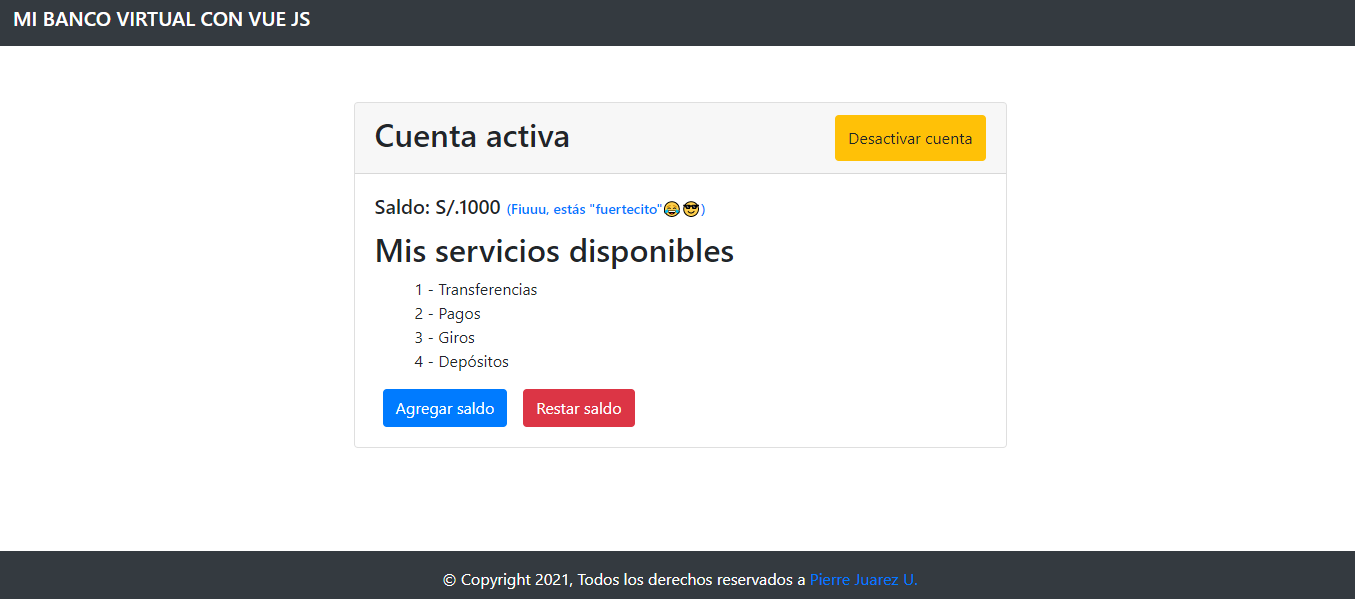 MI BANCO VIRTUAL CON VUE JS
Cuenta activa
Desactivar cuenta
Saldo: S/.1000 (Fiuuu, estás "fuertecito"😂😎)
Mis servicios disponibles
1 - Transferencias
2 - Pagos
3 - Giros
4 - Depósitos
Agregar saldo
Restar saldo
© Copyright 2021, Todos los derechos reservados a Pierre Juarez U.